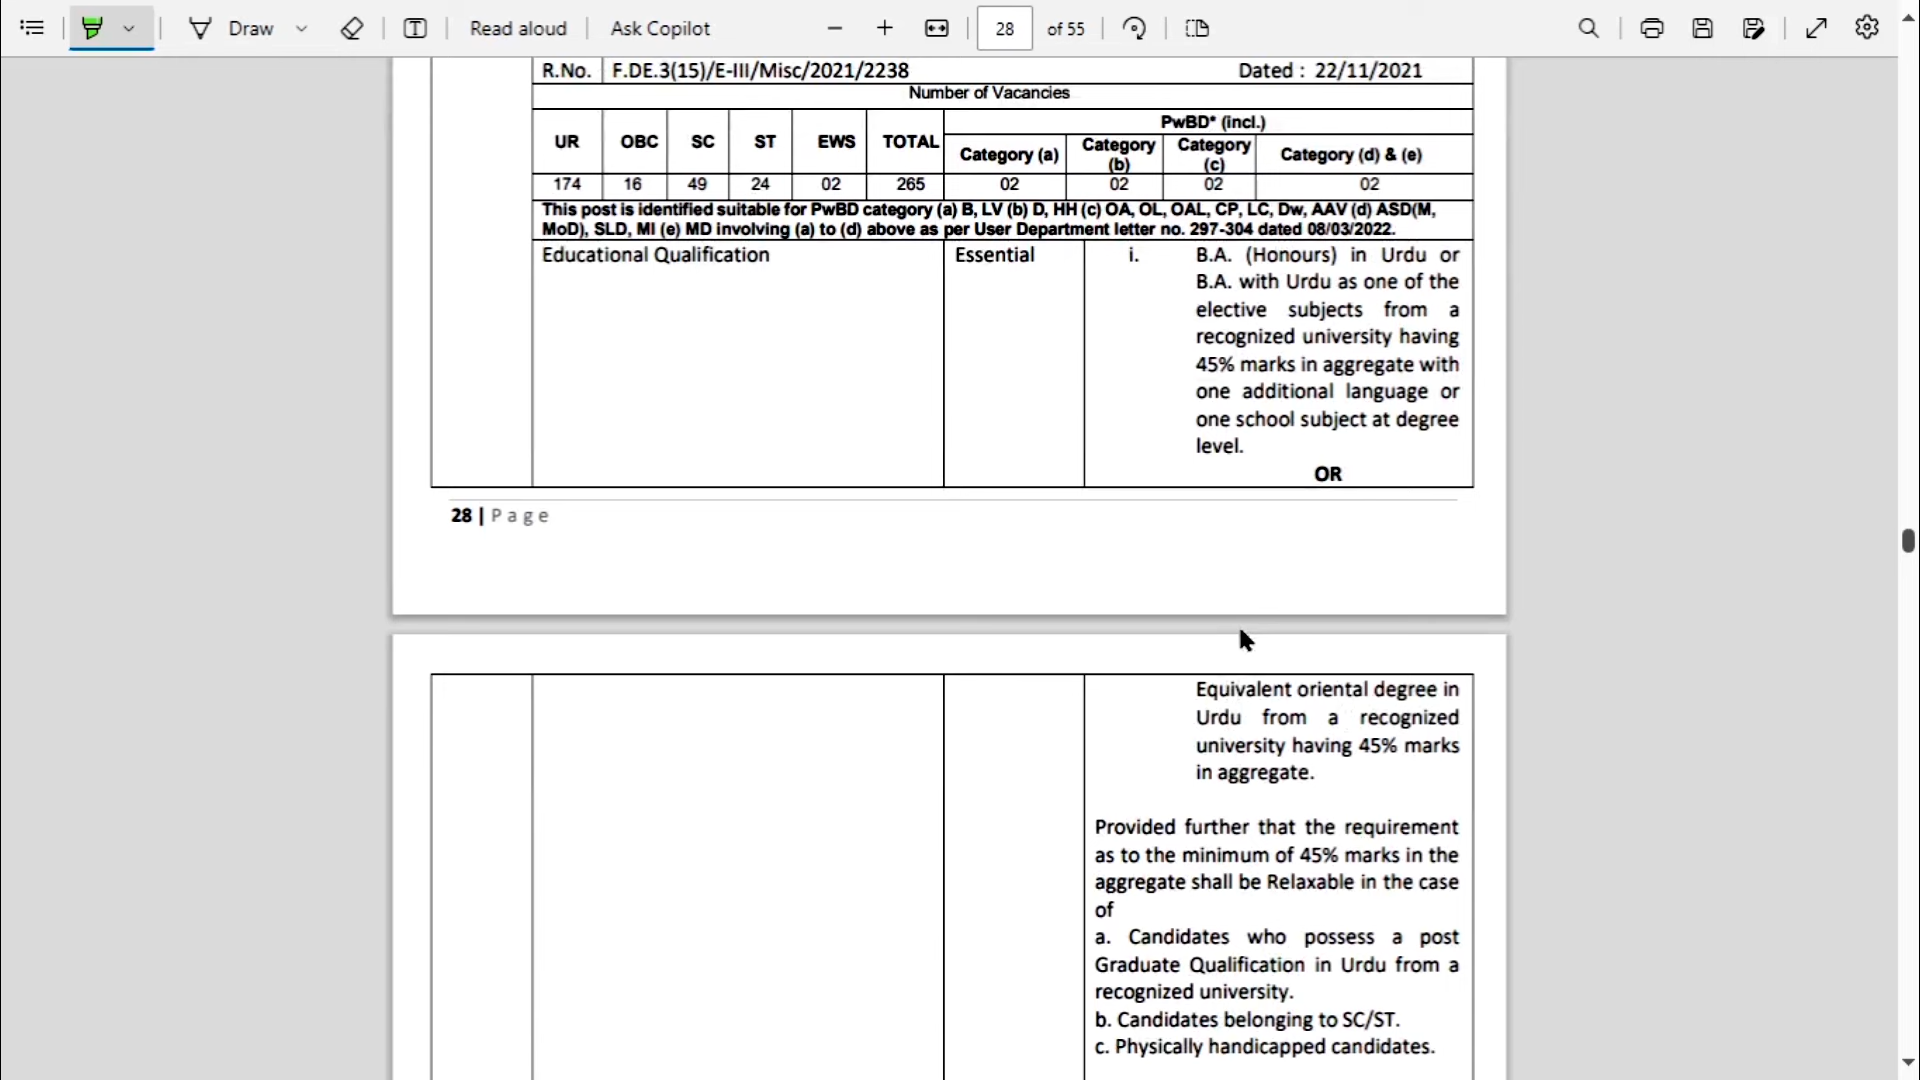 Draw
Read aloud
Ask Copilot
28
of 55
R.No. F.DE.3(15)/E-III/Misc/2021/2238 Dated : 22/11/2021
Number of Vacancies
UR OBC SC ST EWS TOTAL PwBD* (incl.)
Category (a) Category (b) Category (c) Category (d) & (e)
174 16 49 24 02 265 02 02 02 02
This post is identified suitable for PwBD category (a) B, LV (b) D, HH (c) OA, OL, OAL, CP, LC, Dw, AAV (d) ASD(M,
MoD), SLD, MI (e) MD involving (a) to (d) above as per User Department letter no. 297-304 dated 08/03/2022.
Educational Qualification Essential i. B.A. (Honours) in Urdu or
B.A. with Urdu as one of the
elective subjects from a
recognized university having
45% marks in aggregate with
one additional language or
one school subject at degree
level.
OR
28 | Page
Equivalent oriental degree in
Urdu from a recognized
university having 45% marks
in aggregate.
Provided further that the requirement
as to the minimum of 45% marks in the
aggregate shall be Relaxable in the case
of
a. Candidates who possess a post
Graduate Qualification in Urdu from a
recognized university.
b. Candidates belonging to SC/ST.
c. Physically handicapped candidates.